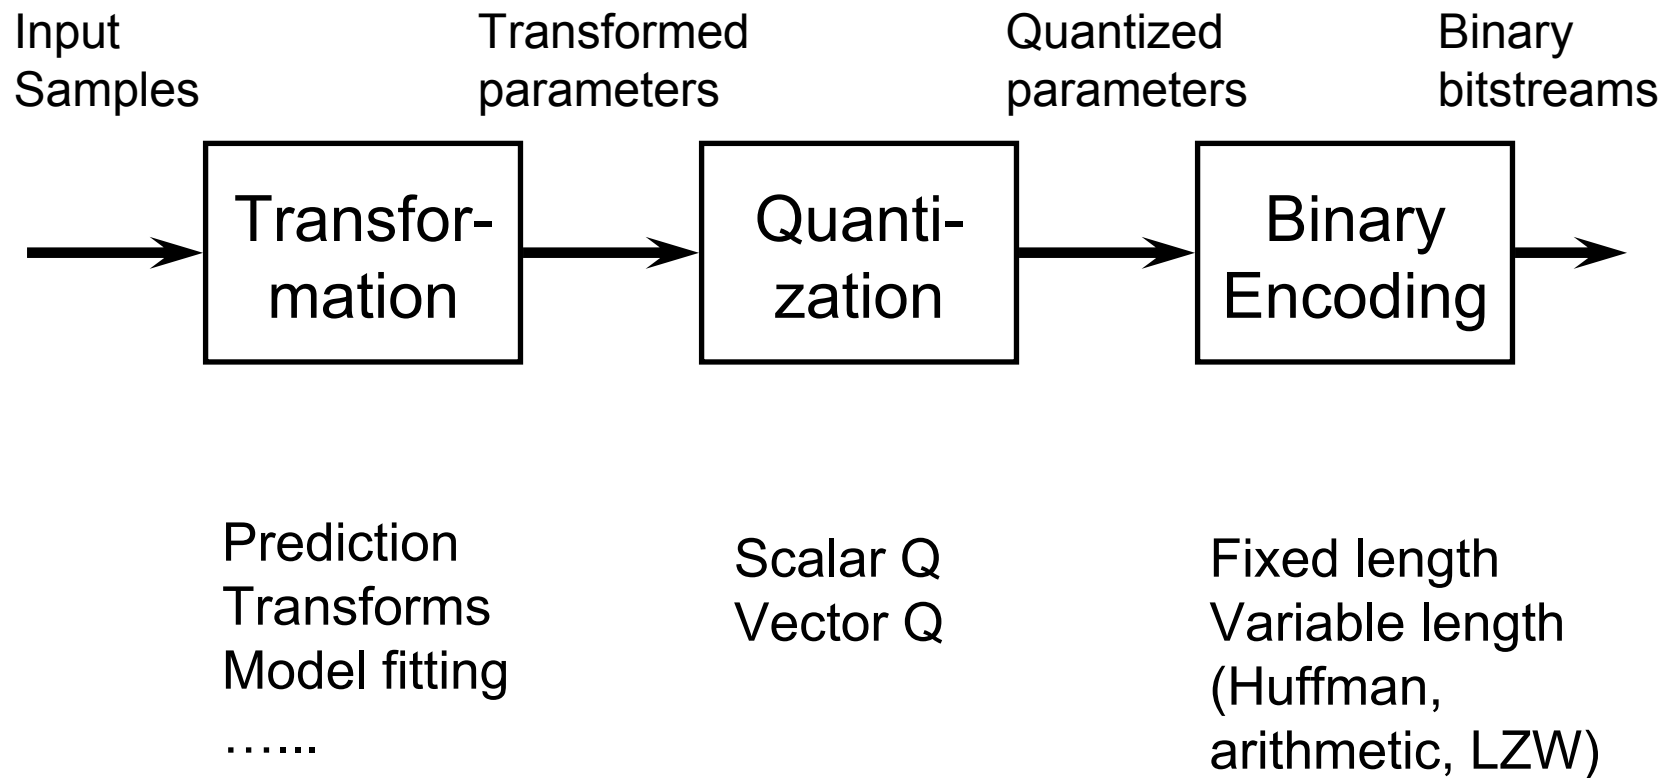 Input
Samples
Transformed
parameters
Quantized
parameters
Binary
bitstreams
Transfor-
mation
Quanti-
zation
Binary
Encoding
Prediction
Transforms
Model fitting
…...
Scalar Q
Vector Q
Fixed length
Variable length
(Huffman,
arithmetic, LZW)